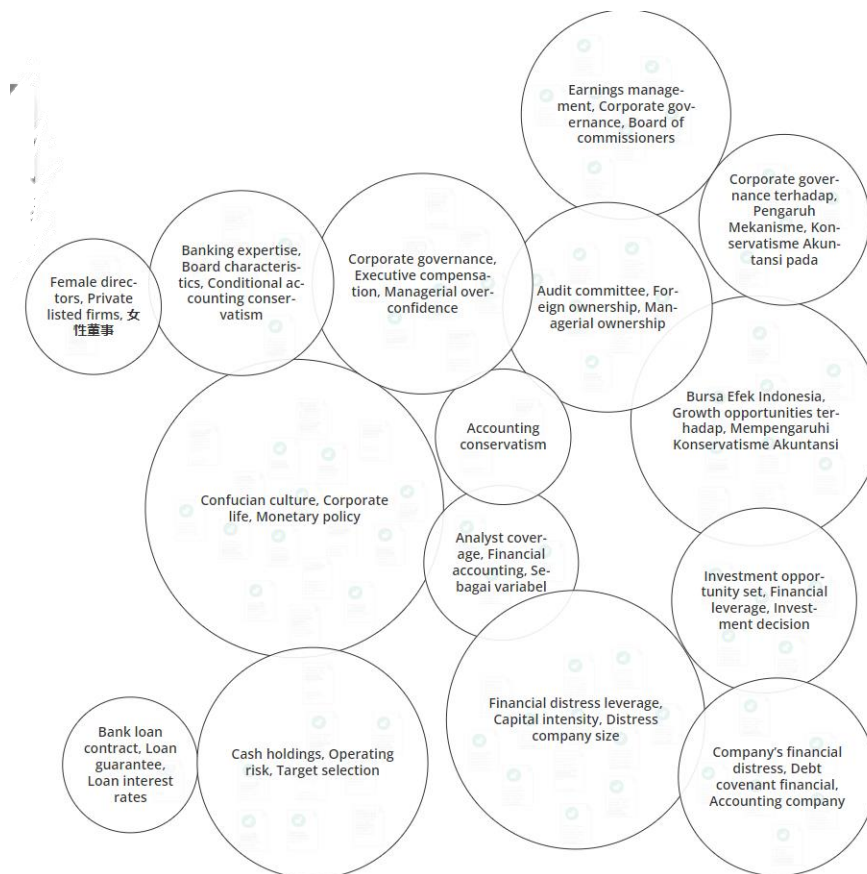 Earnings manage-
ment, Corporate gov-
ernance, Board of
commissioners
Corporate gover-
nance terhadap,
Pengaruh
Mekanisme, Kon-
servatisme Akun-
tansi pada
Banking expertise,
Board characteris-
tics, Conditional ac-
counting conser-
vatism
Corporate governance,
Executive compensa-
tion, Managerial over-
confidence
Female direc-
tors, Private
listed firms, 女
性董事
Audit committee, For-
eign ownership, Man-
agerial ownership
Bursa Efek Indonesia,
Growth opportunities ter-
hadap, Mempengaruhi
Konservatisme Akuntansi
Accounting
conservatism
Confucian culture, Corporate
life, Monetary policy
Analyst cover-
age, Financial
accounting, Se-
bagai variabel
Investment oppor-
tunity set, Financial
leverage, Invest-
ment decision
Financial distress leverage,
Capital intensity, Distress
company size
Bank loan
contract, Loan
guarantee,
Loan interest
rates
Cash holdings, Operating
risk, Target selection
Company's financial
distress, Debt
covenant financial,
Accounting company